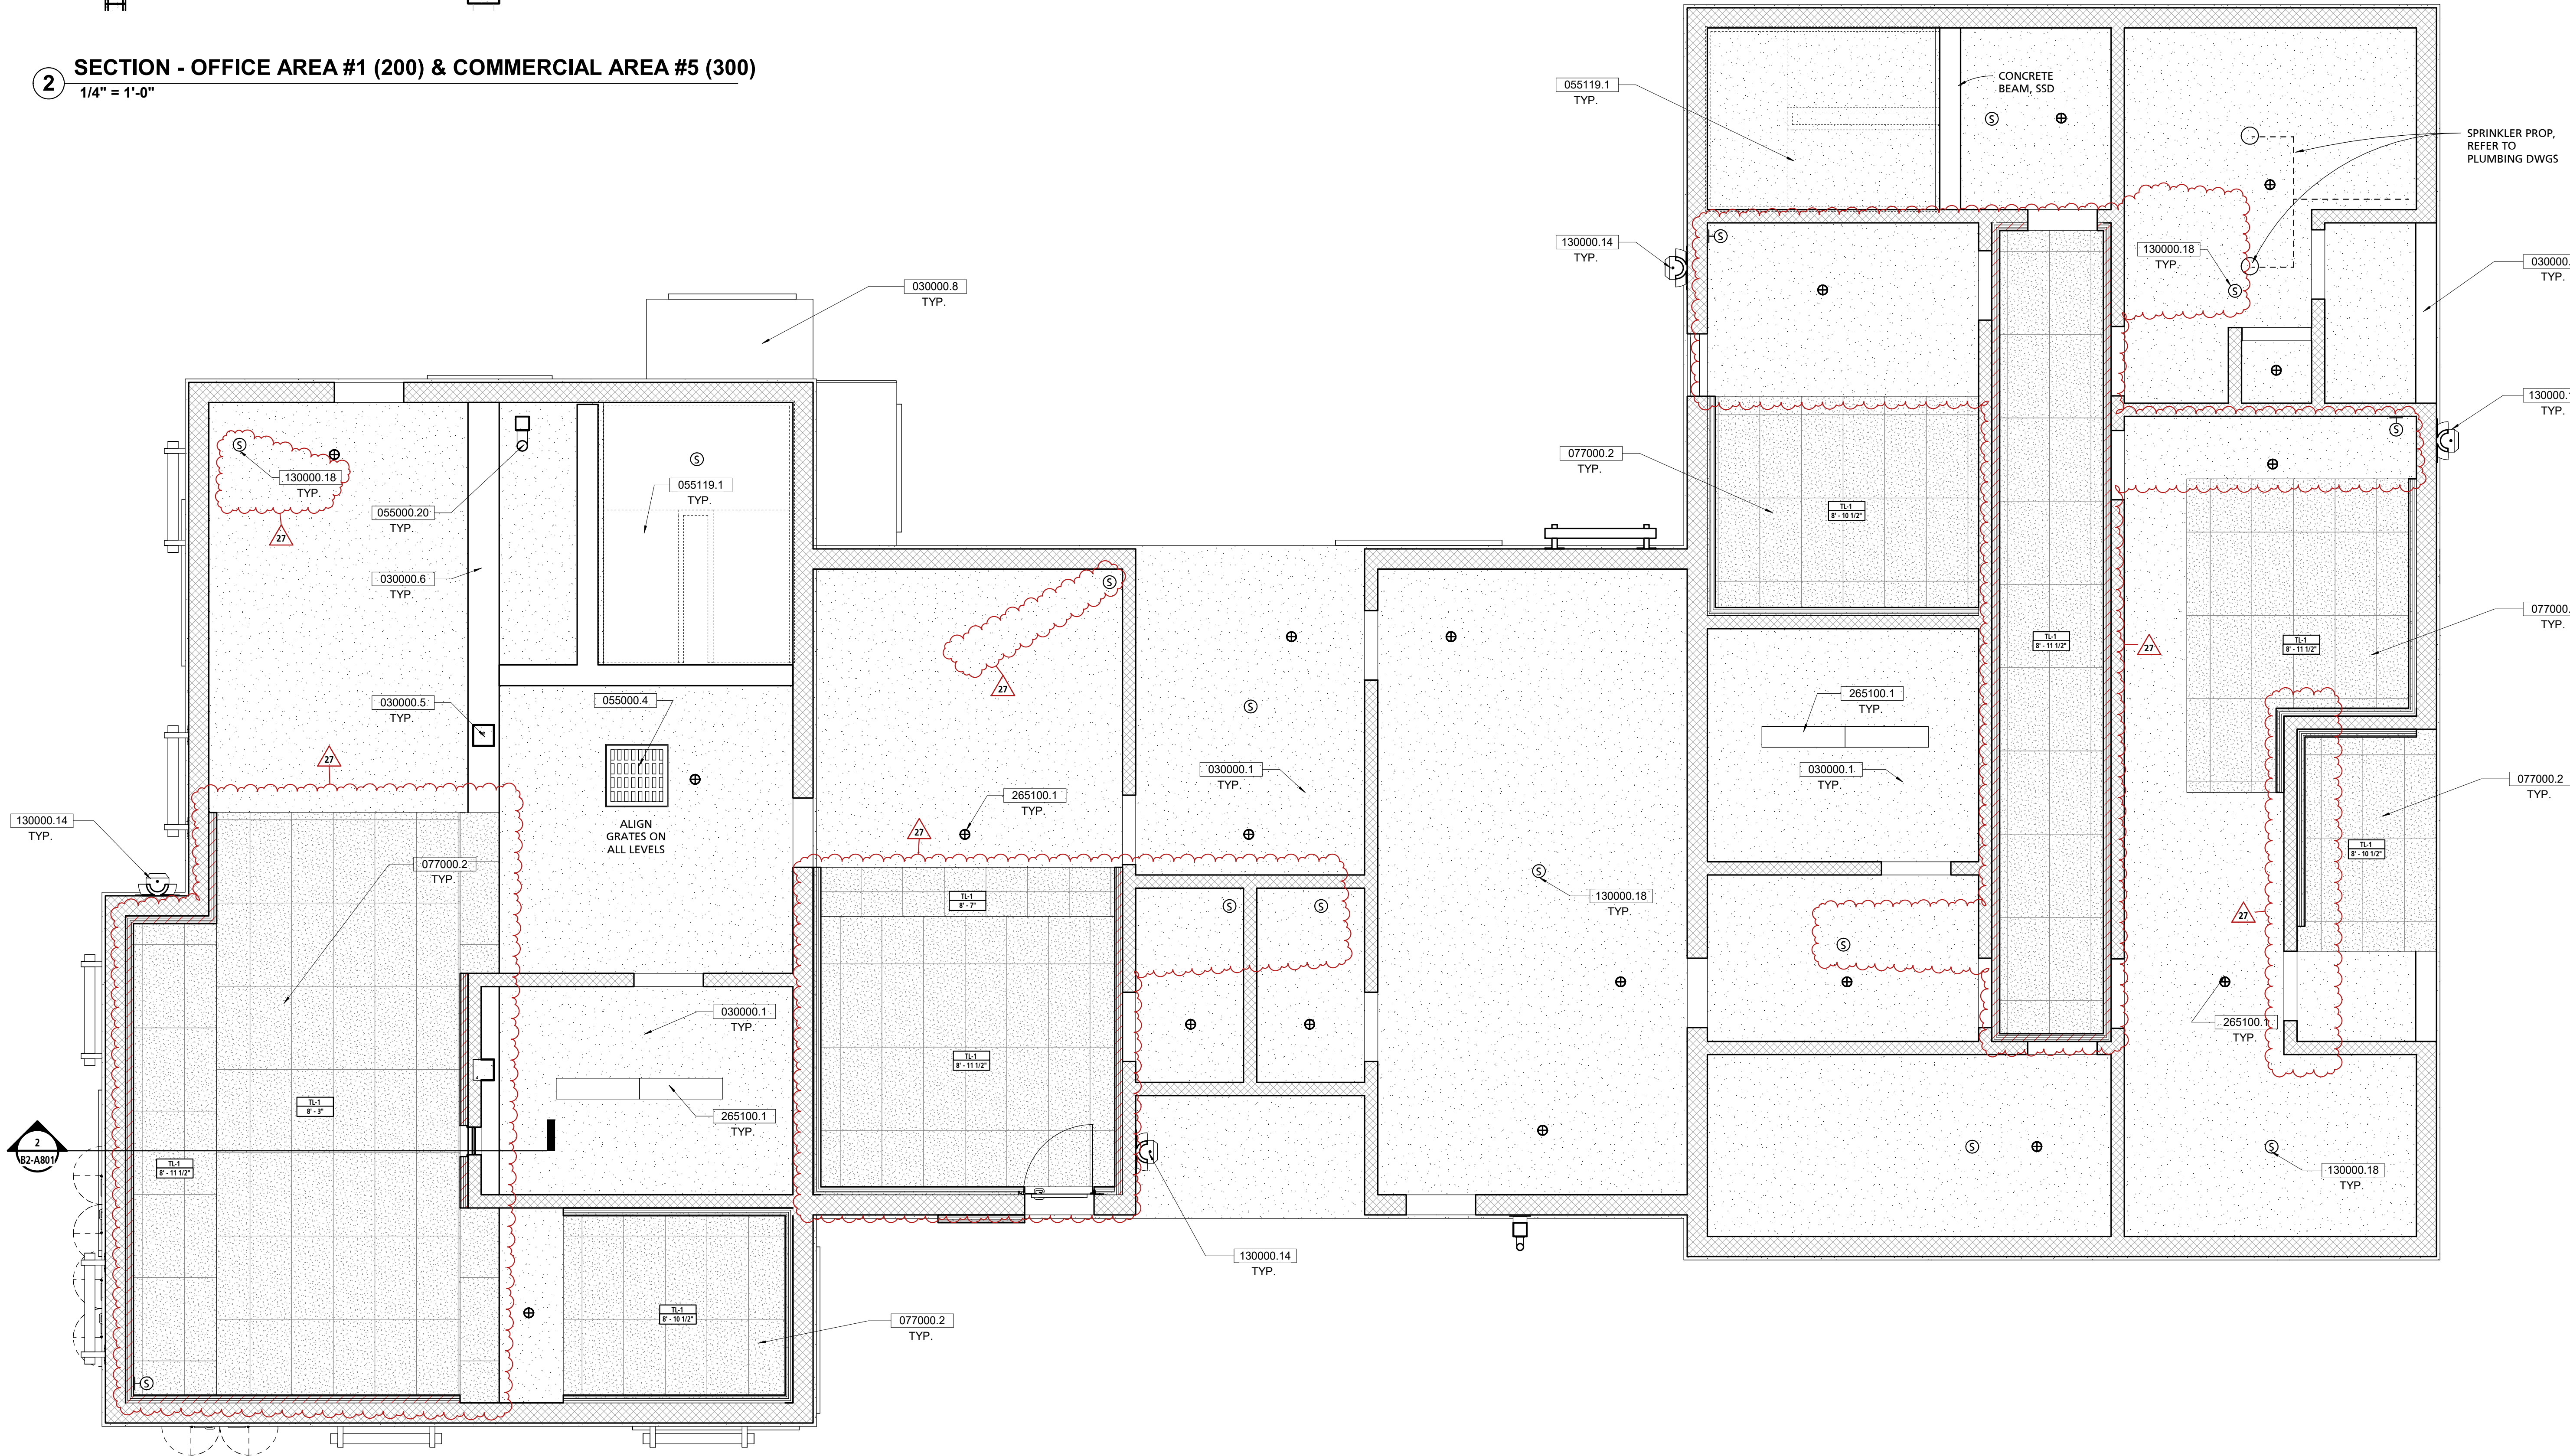 2
SECTION - OFFICE AREA #1 (200) & COMMERCIAL AREA #5 (300)
1/4" = 1'-0"
055119.1
TYP.
CONCRETE
BEAM, SSD
S
SPRINKLER PROP,
REFER TO
PLUMBING DWGS
130000.14
TYP.
S
130000.18
TYP.
S
030000.
TYP.
030000.8
TYP.
130000.
TYP.
S
S
130000.18
TYP.
27
055000.20
TYP.
S
055119.1
TYP.
077000.2
TYP.
TL-1
8' - 10 1/2"
030000.6
TYP.
S
27
077000.
TYP.
TL-1
8' - 11 1/2"
27
TL-1
8' - 11 1/2"
030000.5
TYP.
055000.4
S
265100.1
TYP.
27
ALIGN
GRATES ON
ALL LEVELS
265100.1
TYP.
27
030000.1
TYP.
030000.1
TYP.
077000.2
TYP.
130000.14
TYP.
077000.2
TYP.
TL-1
8' - 7"
S
S
S
130000.18
TYP.
S
TL-1
8' - 10 1/2"
27
030000.1
TYP.
TL-1
8' - 11 1/2"
265100.1
TYP.
TL-1
8' - 3"
265100.1
TYP.
2
B2-A801
TL-1
8' - 11 1/2"
S
S
130000.18
TYP.
130000.14
TYP.
TL-1
8' - 10 1/2"
077000.2
TYP.
S